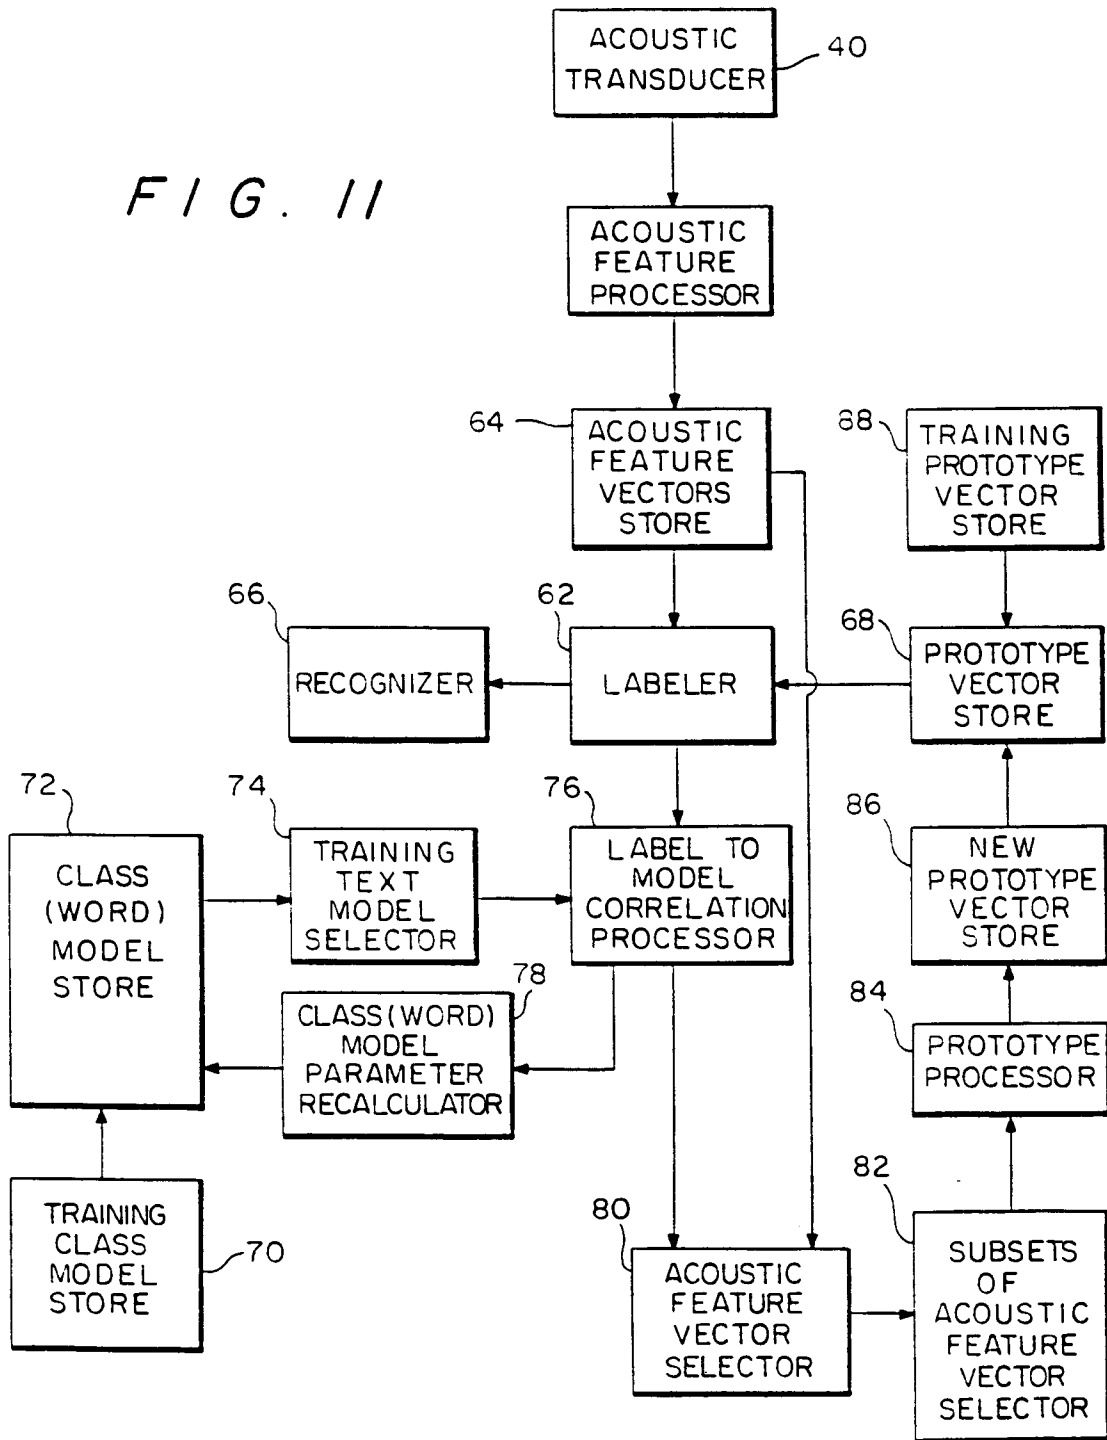 ACOUSTIC
TRANSDUCER
40
FIG. 11
ACOUSTIC
FEATURE
PROCESSOR
64
ACOUSTIC
FEATURE
VECTORS
STORE
88
TRAINING
PROTOTYPE
VECTOR
STORE
66
RECOGNIZER
62
LABELER
68
PROTOTYPE
VECTOR
STORE
72
CLASS
(WORD)
MODEL
STORE
74
TRAINING
TEXT
MODEL
SELECTOR
76
LABEL TO
MODEL
CORRELATION
PROCESSOR
86
NEW
PROTOTYPE
VECTOR
STORE
78
CLASS(WORD)
MODEL
PARAMETER
RECALCULATOR
84
PROTOTYPE
PROCESSOR
TRAINING
CLASS
MODEL
STORE
70
80
ACOUSTIC
FEATURE
VECTOR
SELECTOR
82
SUBSETS
OF
ACOUSTIC
FEATURE
VECTOR
SELECTOR